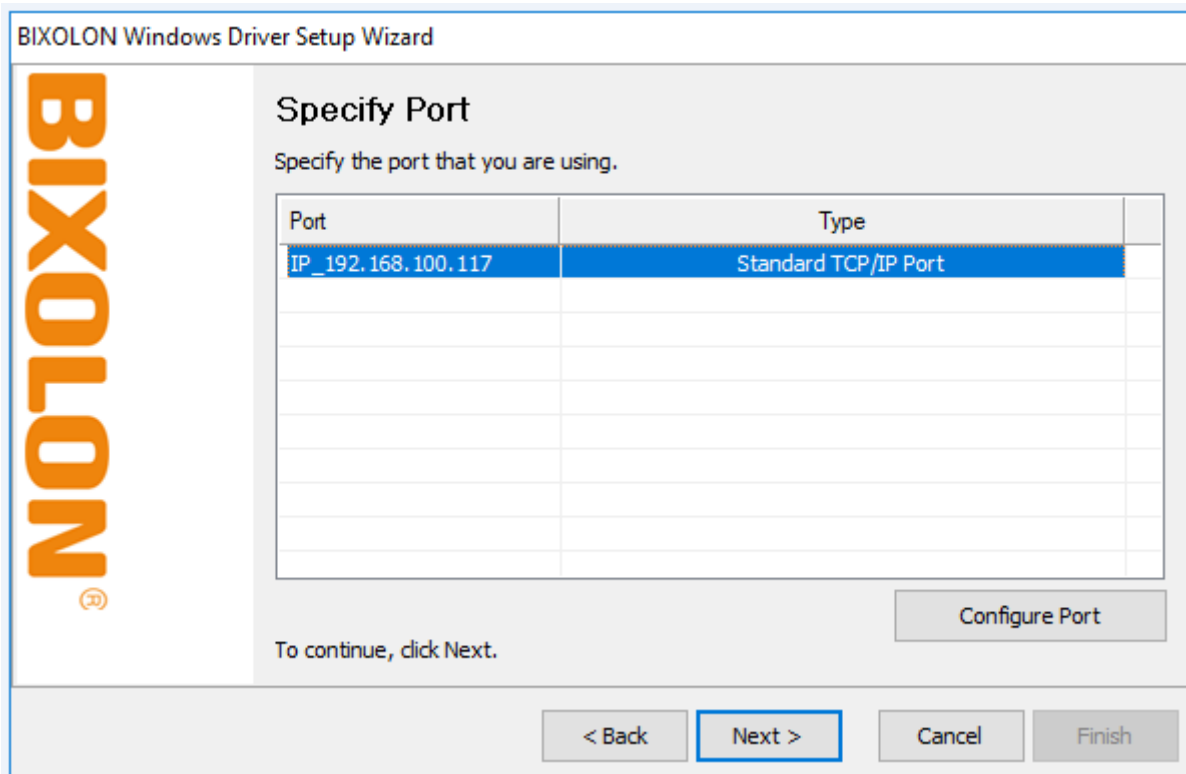 BIXOLON Windows Driver Setup Wizard
BIXOLON®
Specify Port
Specify the port that you are using.
Port Type
IP_192.168.100.117 Standard TCP/IP Port
Configure Port
To continue, click Next.
< Back Next > Cancel Finish